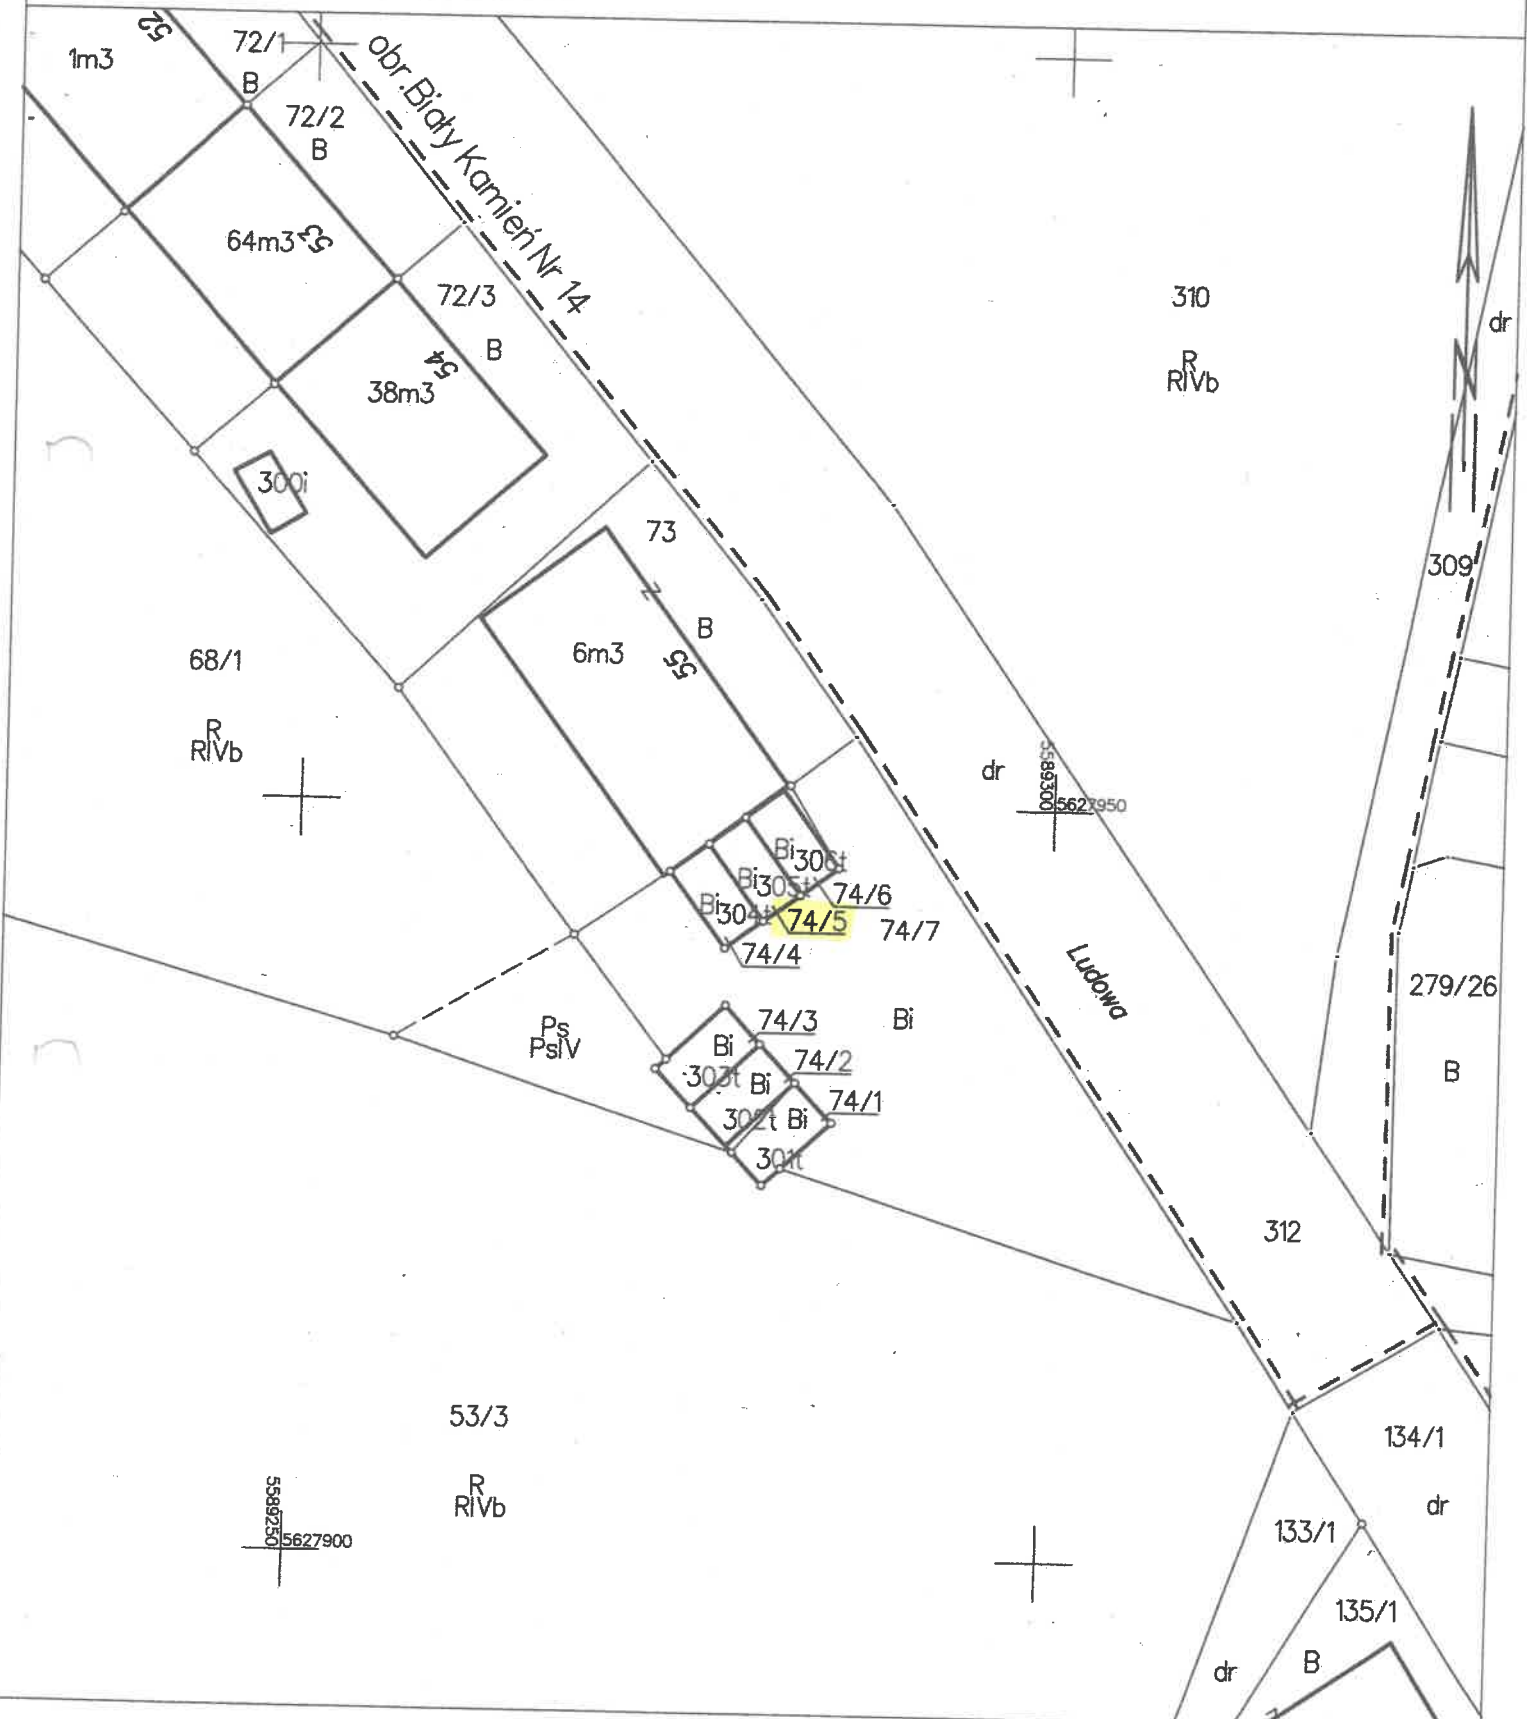 52
72/1
1m3
B
72/2
B
obr.Biały Kamień Nr 14
64m3
53
72/3
B
54
38m3
310
R
RIVb
dr
N
300i
73
309
B
6m3
55
68/1
R
RIVb
dr
5589300
5627950
Bi
306t
Bi
305t
74/6
Bi
304t
74/5
74/7
74/4
Ludowa
279/26
Ps
PsIV
74/3
Bi
Bi
74/2
303t
Bi
B
74/1
302t
Bi
301t
312
53/3
134/1
R
RIVb
dr
5589250
5627900
133/1
135/1
dr
B